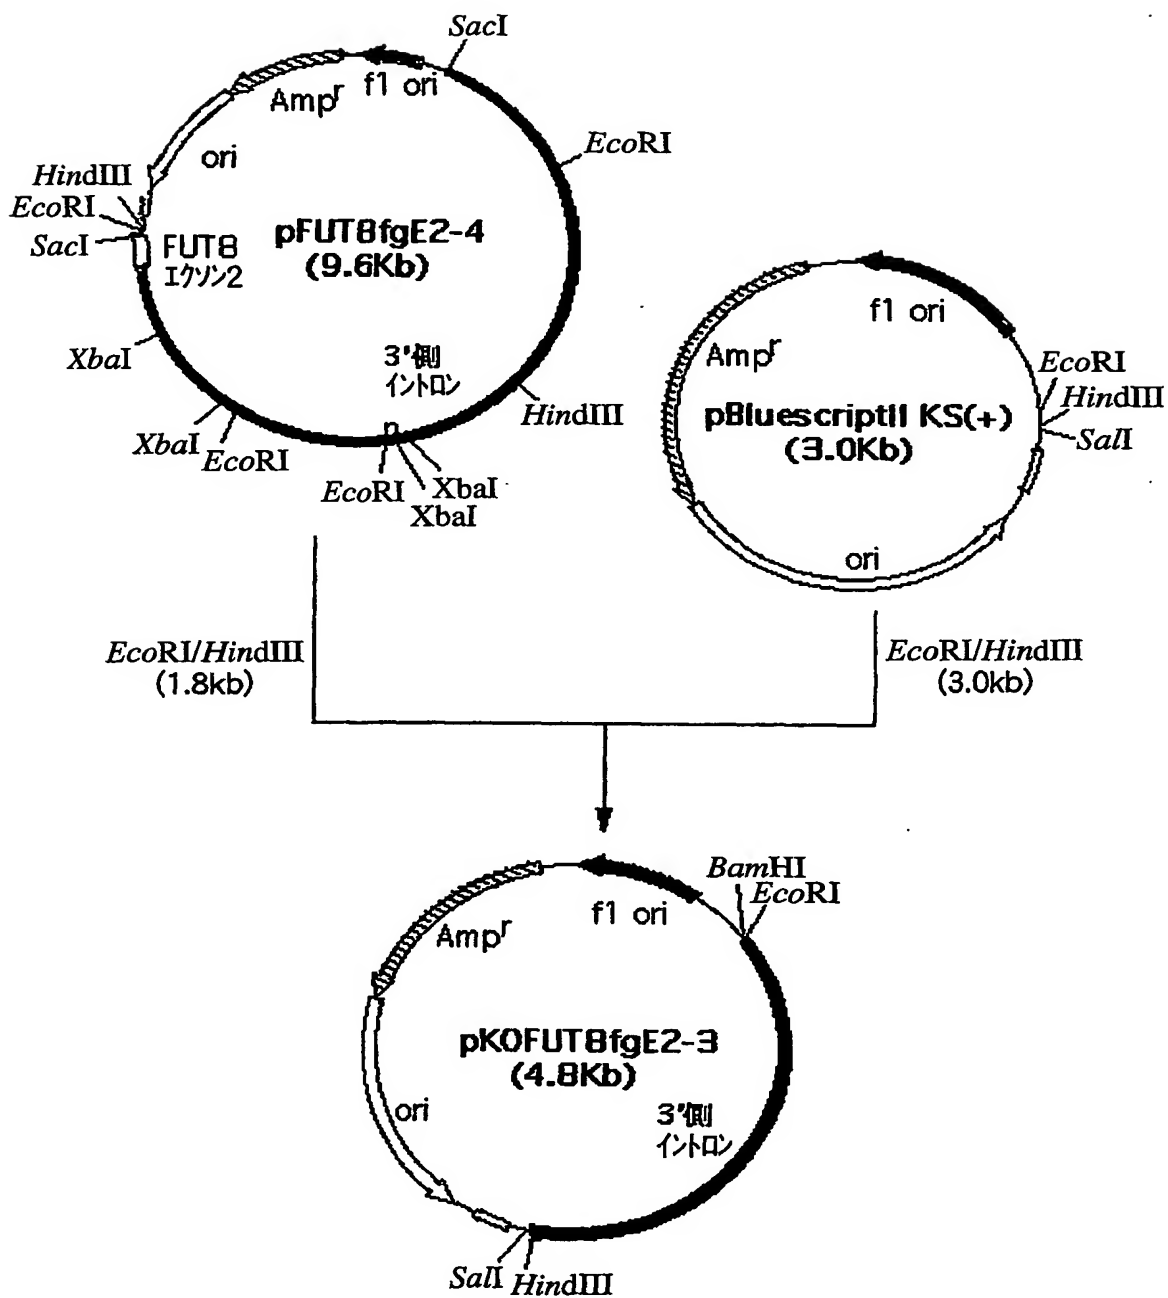 SacI
f1 ori
Ampr
ori
EcoRI
HindIII
EcoRI
SacI
FUT8
エクソン2
pFUT8fgE2-4
(9.6Kb)
XbaI
3'側
イントロン
HindIII
XbaI
EcoRI
EcoRI
XbaI
XbaI
f1 ori
Ampr
EcoRI
HindIII
SalI
pBluescriptII KS(+)
(3.0Kb)
ori
EcoRI/HindIII
(1.8kb)
EcoRI/HindIII
(3.0kb)
BamHI
EcoRI
f1 ori
Ampr
pKOFUT8fgE2-3
(4.8Kb)
ori
3'側
イントロン
SalI
HindIII